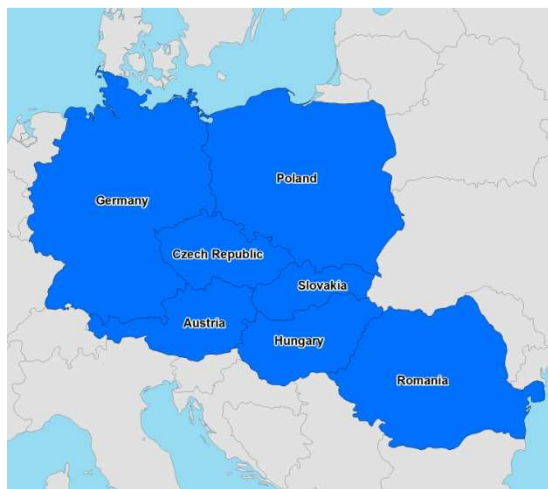 Poland
Germany
Czech Republic
Slovakia
Austria
Hungary
Romania